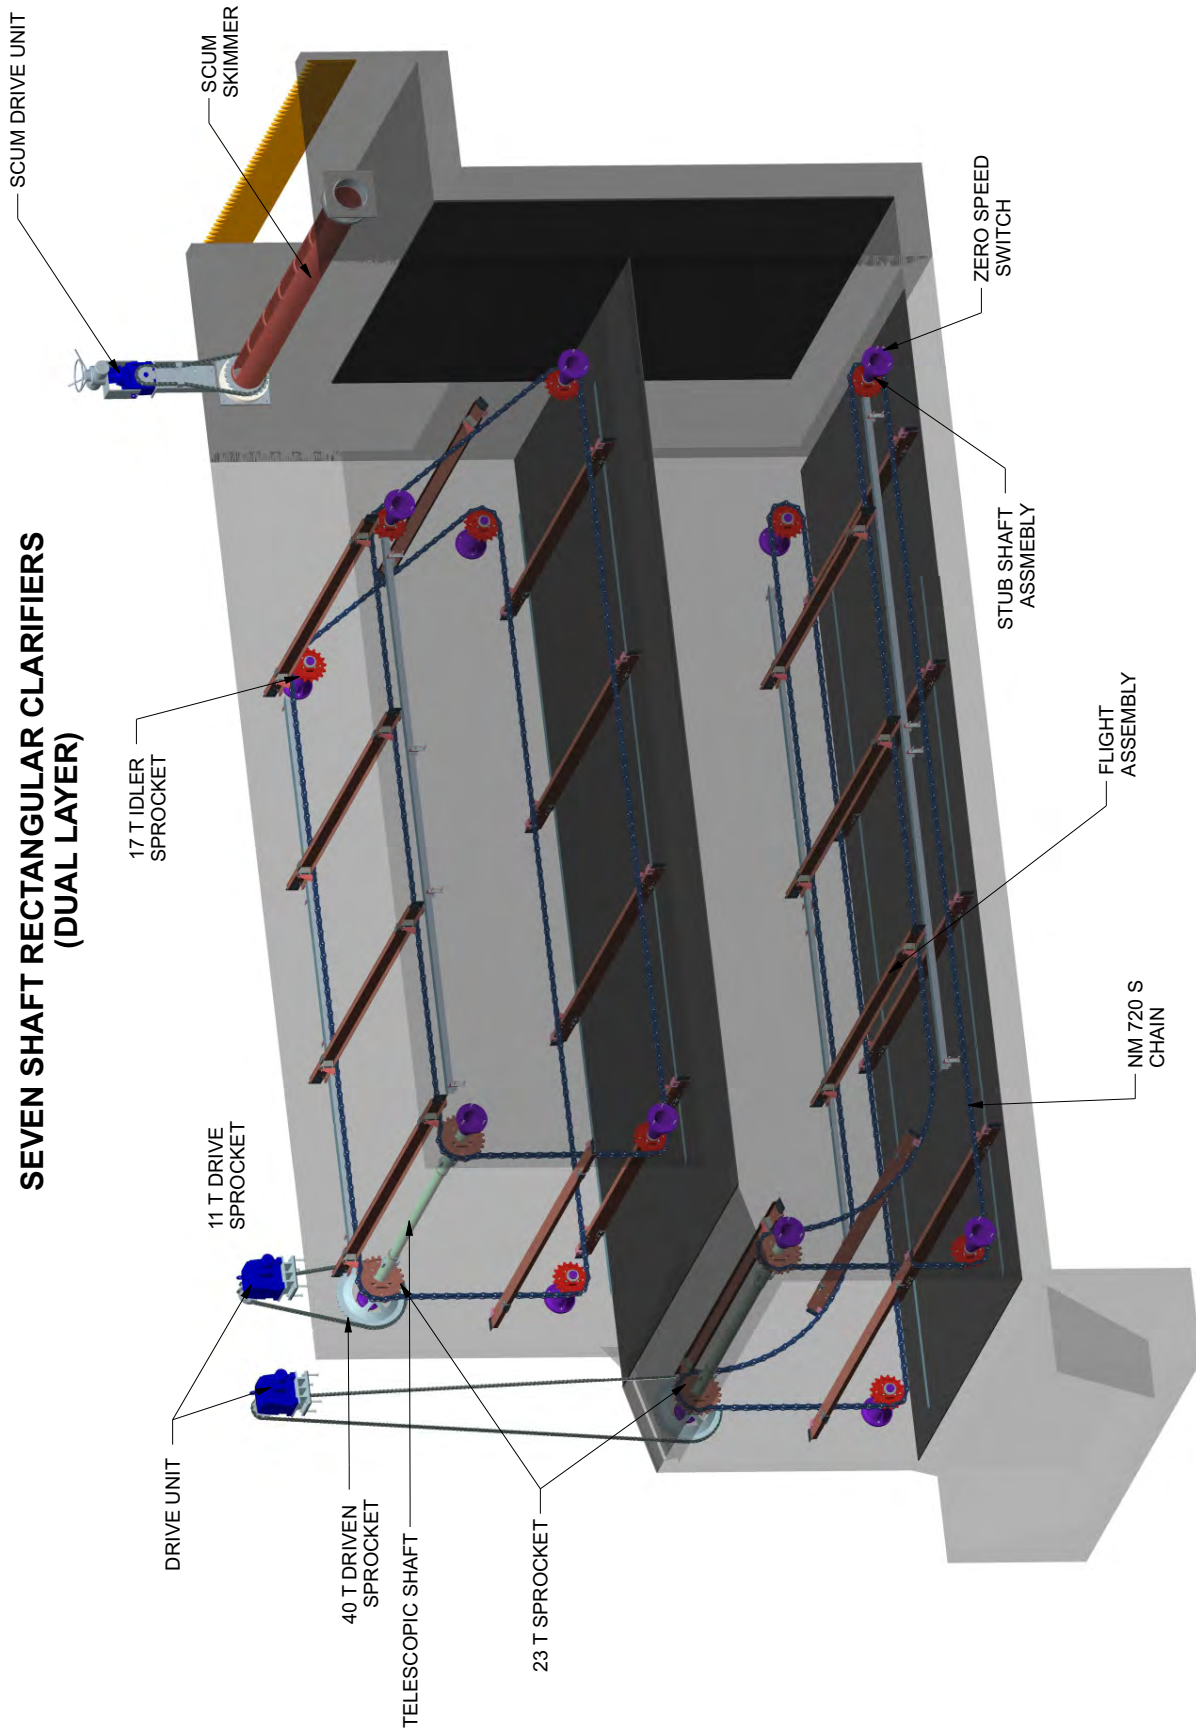 SEVEN SHAFT RECTANGULAR CLARIFIERS
(DUAL LAYER)
SCUM DRIVE UNIT
SCUM
SKIMMER
17 T IDLER
SPROCKET
11 T DRIVE
SPROCKET
DRIVE UNIT
40 T DRIVEN
SPROCKET
TELESCOPIC SHAFT
23 T SPROCKET
ZERO SPEED
SWITCH
STUB SHAFT
ASSMEBLY
FLIGHT
ASSEMBLY
NM 720 S
CHAIN